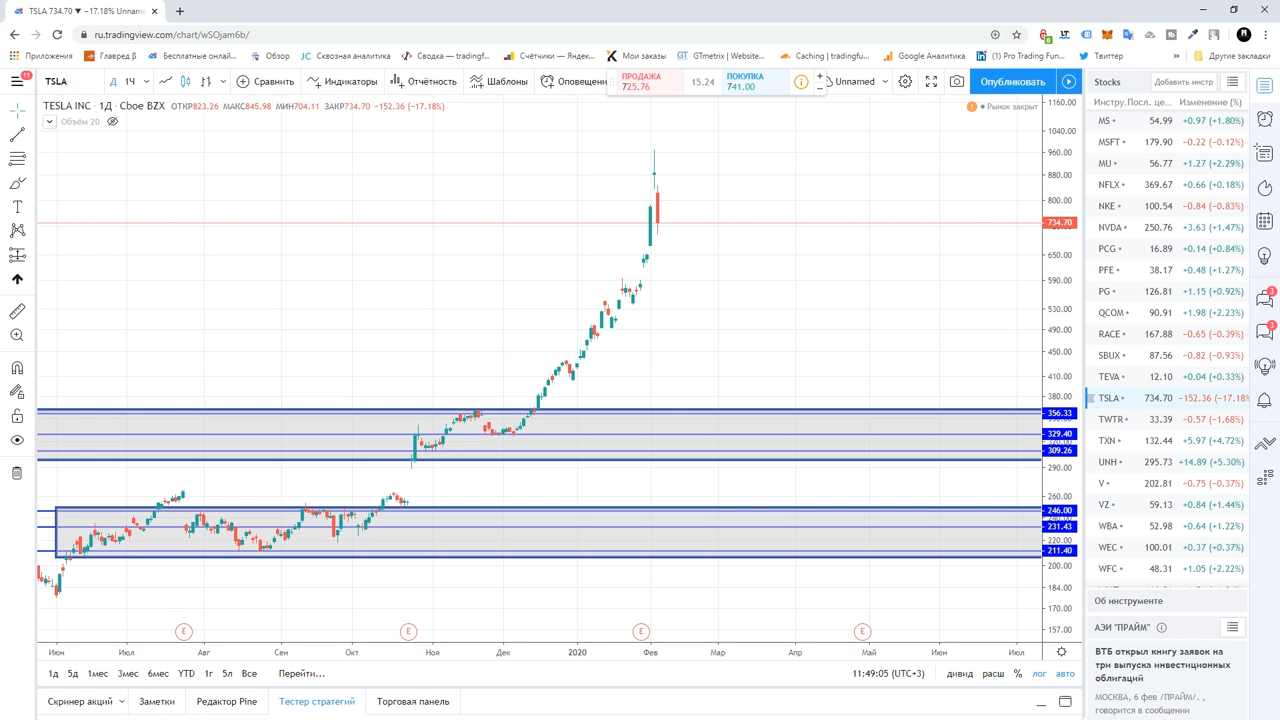 TSLA 734.70 ▼ −17.18% Unnam
ru.tradingview.com/chart/wSOjam6b/
Приложения
Главред β
Бесплатные онлай...
Обзор
Скользящий листин...
Сводка — tradingf...
Счётчики — Яндек...
Мои заказы
GTmetrix | Website...
Caching | tradingfu...
Google Аналитика
(1) Pro Trading Fun...
Твиттер
»
Другие закладки
11
TSLA
Д 1Ч
Сравнить
Индикаторы
Отчётность
Шаблоны
Оповещени
ПРОДАЖА
725.76
15.24
ПОКУПКА
741.00
Unnamed
Опубликовать
Stocks
Добавить инстр
TESLA INC · 1Д · Cboe BZX ОТКР823.26 МАКС845.98 МИН704.11 ЗАКР734.70 −152.36 (−17.18%)
Объём 20
Рынок закрыт
1160.00
1040.00
960.00
880.00
800.00
734.70
650.00
590.00
530.00
490.00
450.00
410.00
380.00
356.33
329.40
309.26
290.00
260.00
246.00
231.43
220.00
211.40
200.00
184.00
170.00
157.00
Инстру. Посл. це... Изменение (%)
MS 54.99 +0.97 (+1.80%)
MSFT 179.90 −0.22 (−0.12%)
MU 56.77 +1.27 (+2.29%)
NFLX 369.67 +0.66 (+0.18%)
NKE 100.54 −0.84 (−0.83%)
NVDA 250.76 +3.63 (+1.47%)
PCG 16.89 +0.14 (+0.84%)
PFE 38.17 +0.48 (+1.27%)
PG 126.81 +1.15 (+0.92%)
QCOM 90.91 +1.98 (+2.23%)
RACE 167.88 −0.65 (−0.39%)
SBUX 87.56 −0.82 (−0.93%)
TEVA 12.10 +0.04 (+0.33%)
TSLA 734.70 −152.36 (−17.18%
TWTR 33.39 −0.57 (−1.68%)
TXN 132.44 +5.97 (+4.72%)
UNH 295.73 +14.89 (+5.30%)
V 202.81 −0.75 (−0.37%)
VZ 59.13 +0.84 (+1.44%)
WBA 52.98 +0.64 (+1.22%)
WEC 100.01 +0.37 (+0.37%)
WFC 48.31 +1.05 (+2.22%)
3
3
E E E E
Июн Июл Авг Сен Окт Ноя Дек 2020 Фев Мар Апр Май Июн Июл
1д 5д 1мес 3мес 6мес YTD 1г 5л Все Перейти...
11:49:05 (UTC+3) дивид расш % лог авто
Скринер акций
Заметки
Редактор Pine
Тестер стратегий
Торговая панель
Об инструменте
АЭИ "ПРАЙМ"
ВТБ открыл книгу заявок на
три выпуска инвестиционных
облигаций
МОСКВА, 6 фев /ПРАЙМ/. ,
говорится в сообщении